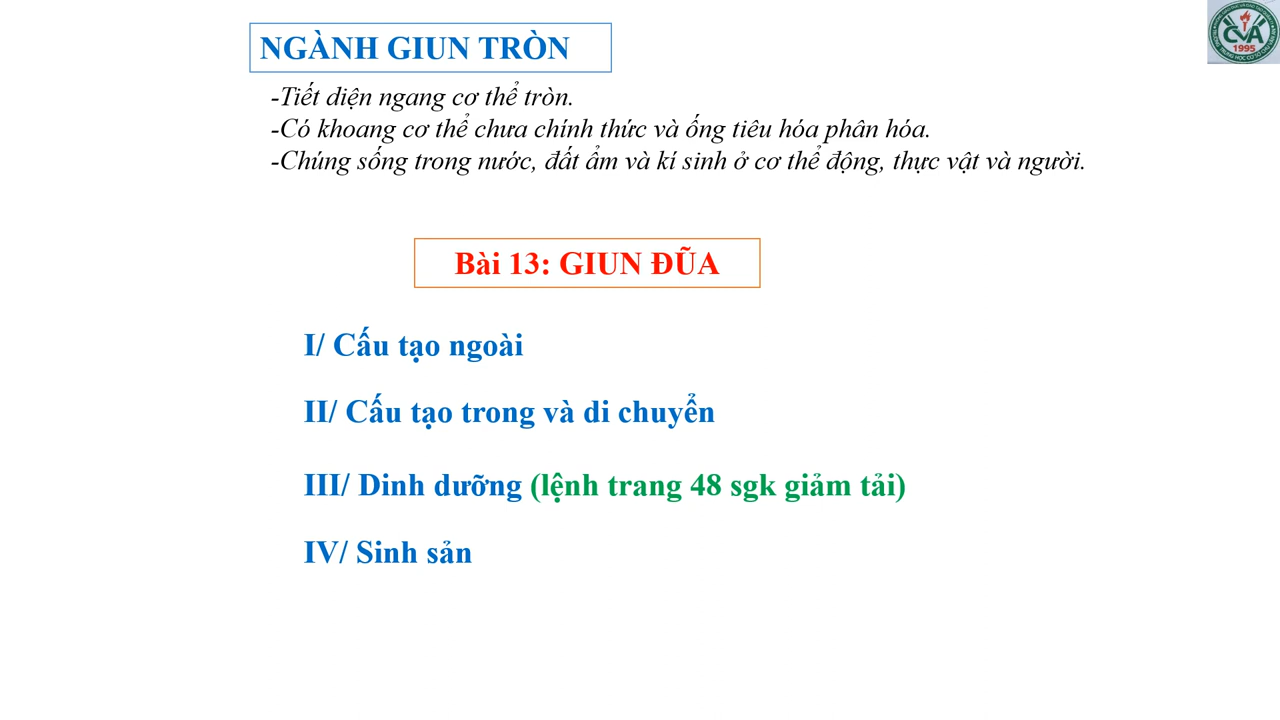 NGÀNH GIUN TRÒN
-Tiết diện ngang cơ thể tròn.
-Có khoang cơ thể chưa chính thức và ống tiêu hóa phân hóa.
-Chúng sống trong nước, đất ẩm và kí sinh ở cơ thể động, thực vật và người.
Bài 13: GIUN ĐŨA
I/ Cấu tạo ngoài
II/ Cấu tạo trong và di chuyển
III/ Dinh dưỡng (lệnh trang 48 sgk giảm tải)
IV/ Sinh sản
CVA
1995